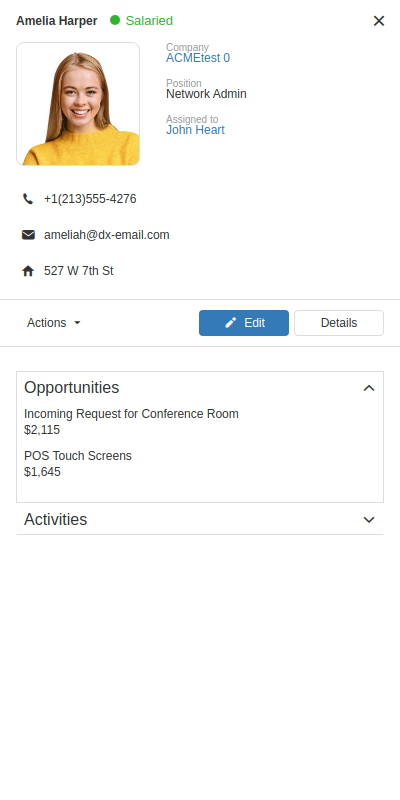 Amelia Harper Salaried
Company
ACMEtest 0
Position
Network Admin
Assigned to
John Heart
+1(213)555-4276
ameliah@dx-email.com
527 W 7th St
Actions Edit Details
Opportunities
Incoming Request for Conference Room
$2,115
POS Touch Screens
$1,645
Activities